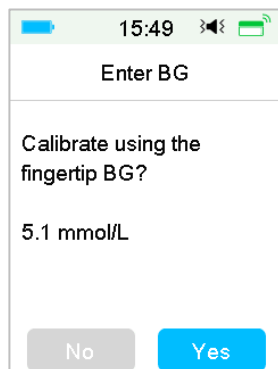 15:49
Enter BG
Calibrate using the
fingertip BG?
5.1 mmol/L
No Yes